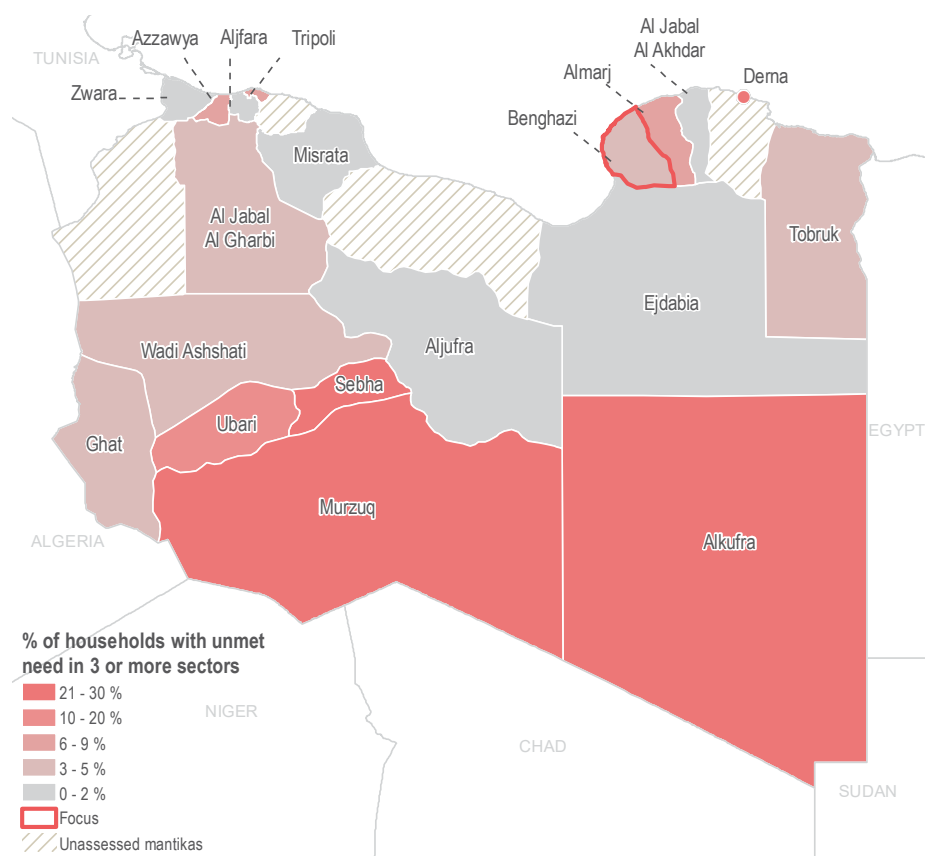 TUNISIA
Azzawya
Aljfara
Tripoli
Zwara
Al Jabal
Al Akhdar
Almarj
Derna
Benghazi
Misrata
Al Jabal
Al Gharbi
Tobruk
Ejdabia
Aljufra
Wadi Ashshati
Sebha
Ubari
Ghat
EGYPT
Murzuq
Alkufra
ALGERIA
NIGER
CHAD
SUDAN
% of households with unmet
need in 3 or more sectors
21 - 30 %
10 - 20 %
6 - 9 %
3 - 5 %
0 - 2 %
Focus
Unassessed mantikas